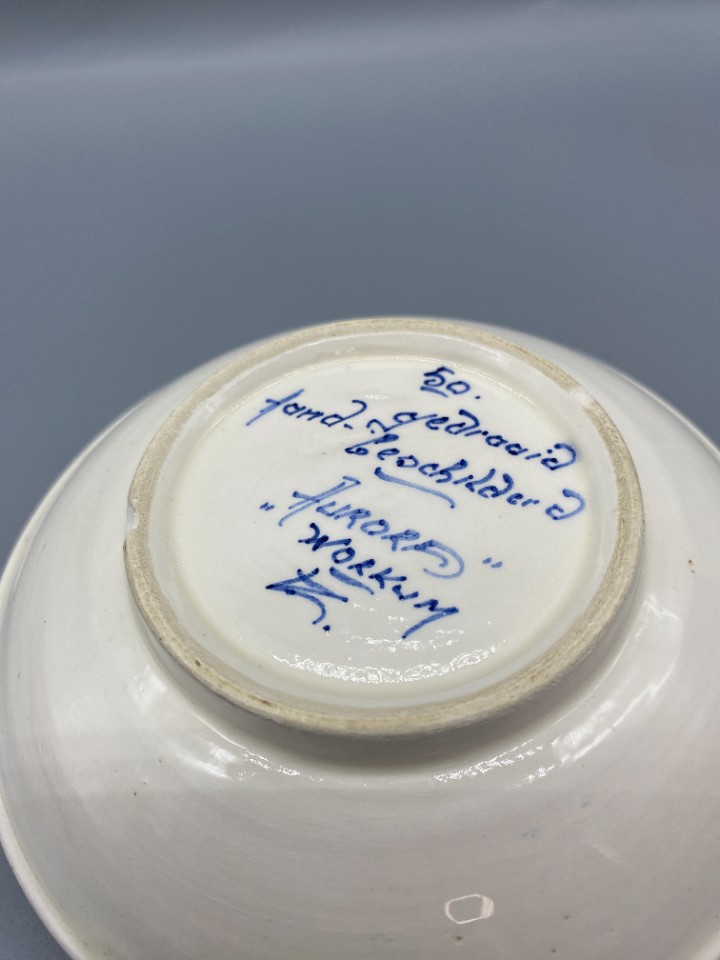 50.
Hand-gedraaid
beschilderd
"AURORA"
WORKUM